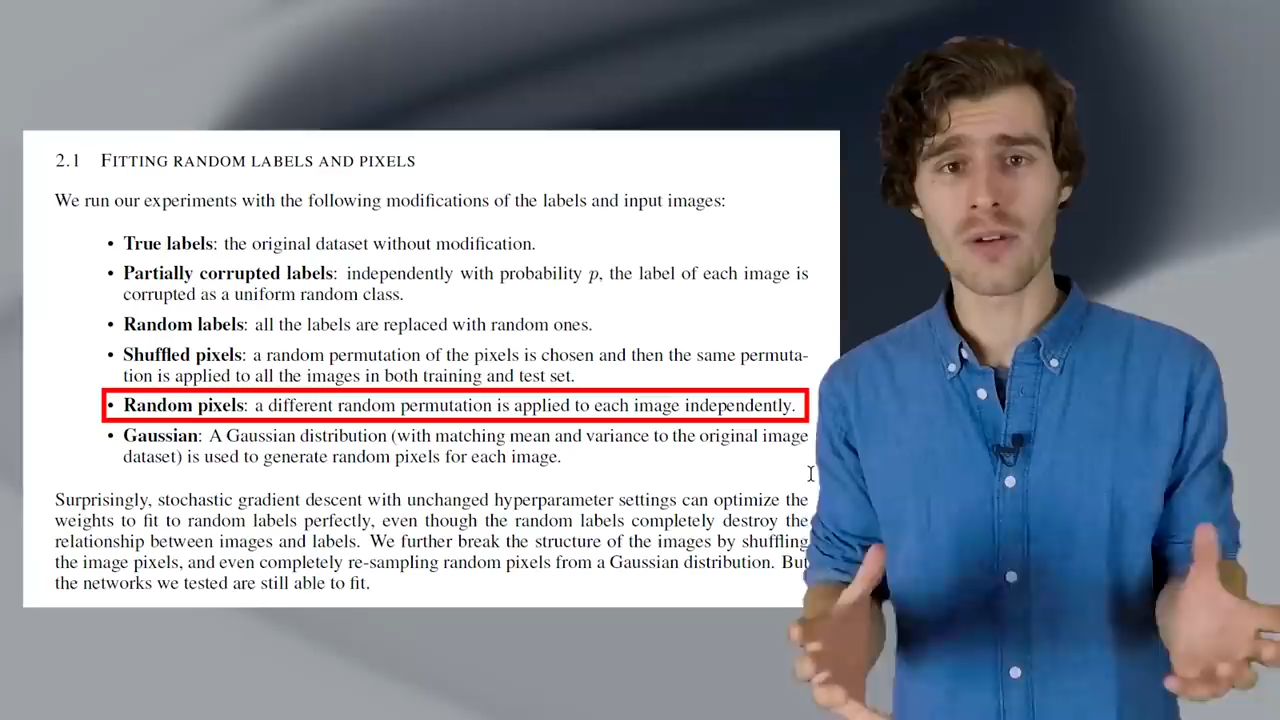 2.1 FITTING RANDOM LABELS AND PIXELS
We run our experiments with the following modifications of the labels and input images:
• True labels: the original dataset without modification.
• Partially corrupted labels: independently with probability p, the label of each image is
corrupted as a uniform random class.
• Random labels: all the labels are replaced with random ones.
• Shuffled pixels: a random permutation of the pixels is chosen and then the same permuta-
tion is applied to all the images in both training and test set.
• Random pixels: a different random permutation is applied to each image independently.
• Gaussian: A Gaussian distribution (with matching mean and variance to the original image
dataset) is used to generate random pixels for each image.
Surprisingly, stochastic gradient descent with unchanged hyperparameter settings can optimize the
weights to fit to random labels perfectly, even though the random labels completely destroy the
relationship between images and labels. We further break the structure of the images by shuffling
the image pixels, and even completely re-sampling random pixels from a Gaussian distribution. But
the networks we tested are still able to fit.